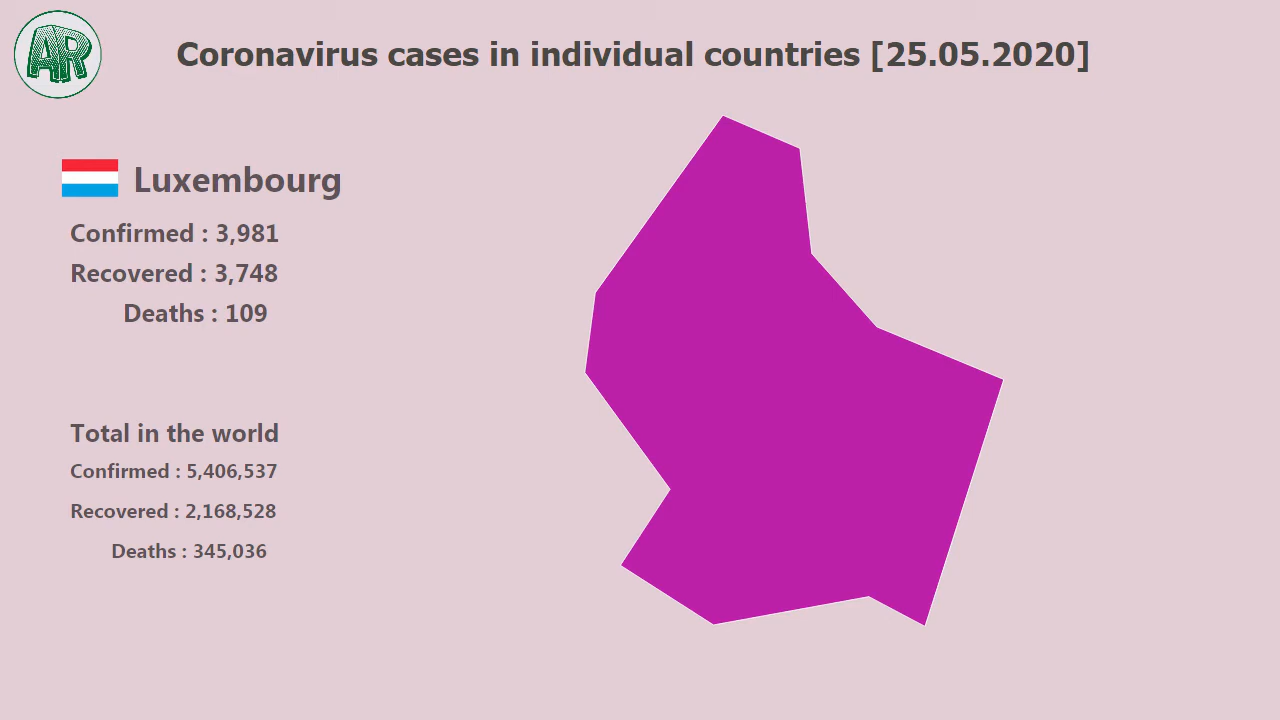 AR
Coronavirus cases in individual countries [25.05.2020]
Luxembourg
Confirmed : 3,981
Recovered : 3,748
Deaths : 109
Total in the world
Confirmed : 5,406,537
Recovered : 2,168,528
Deaths : 345,036